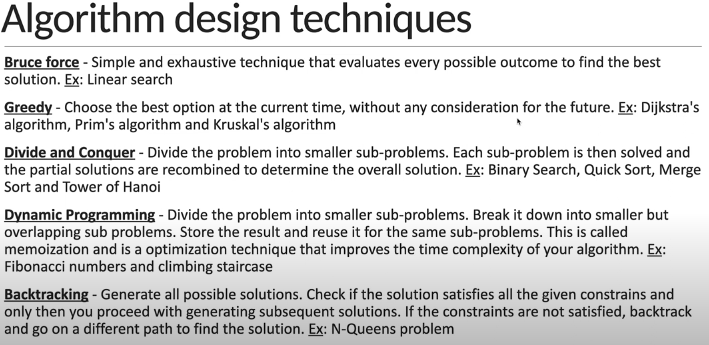 Algorithm design techniques
Bruce force - Simple and exhaustive technique that evaluates every possible outcome to find the best
solution. Ex: Linear search
Greedy - Choose the best option at the current time, without any consideration for the future. Ex: Dijkstra's
algorithm, Prim's algorithm and Kruskal's algorithm
Divide and Conquer - Divide the problem into smaller sub-problems. Each sub-problem is then solved and
the partial solutions are recombined to determine the overall solution. Ex: Binary Search, Quick Sort, Merge
Sort and Tower of Hanoi
Dynamic Programming - Divide the problem into smaller sub-problems. Break it down into smaller but
overlapping sub problems. Store the result and reuse it for the same sub-problems. This is called
memoization and is a optimization technique that improves the time complexity of your algorithm. Ex:
Fibonacci numbers and climbing staircase
Backtracking - Generate all possible solutions. Check if the solution satisfies all the given constrains and
only then you proceed with generating subsequent solutions. If the constraints are not satisfied, backtrack
and go on a different path to find the solution. Ex: N-Queens problem